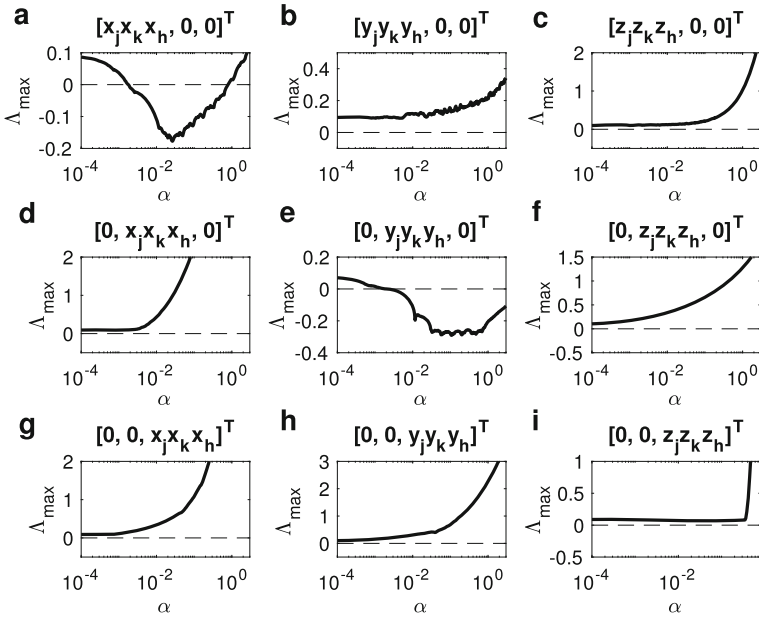 a [x_j x_k x_h, 0, 0]^T
0.1
0
-0.1
-0.2
Λ_max
10^-4 10^-2 10^0
α
b [y_j y_k y_h, 0, 0]^T
0.4
0.2
0
Λ_max
10^-4 10^-2 10^0
α
c [z_j z_k z_h, 0, 0]^T
2
1
0
Λ_max
10^-4 10^-2 10^0
α
d [0, x_j x_k x_h, 0]^T
2
1
0
Λ_max
10^-4 10^-2 10^0
α
e [0, y_j y_k y_h, 0]^T
0.2
0
-0.2
-0.4
Λ_max
10^-4 10^-2 10^0
α
f [0, z_j z_k z_h, 0]^T
1.5
1
0.5
0
-0.5
Λ_max
10^-4 10^-2 10^0
α
g [0, 0, x_j x_k x_h]^T
2
1
0
Λ_max
10^-4 10^-2 10^0
α
h [0, 0, y_j y_k y_h]^T
3
2
1
0
Λ_max
10^-4 10^-2 10^0
α
i [0, 0, z_j z_k z_h]^T
1
0.5
0
-0.5
Λ_max
10^-4 10^-2
α